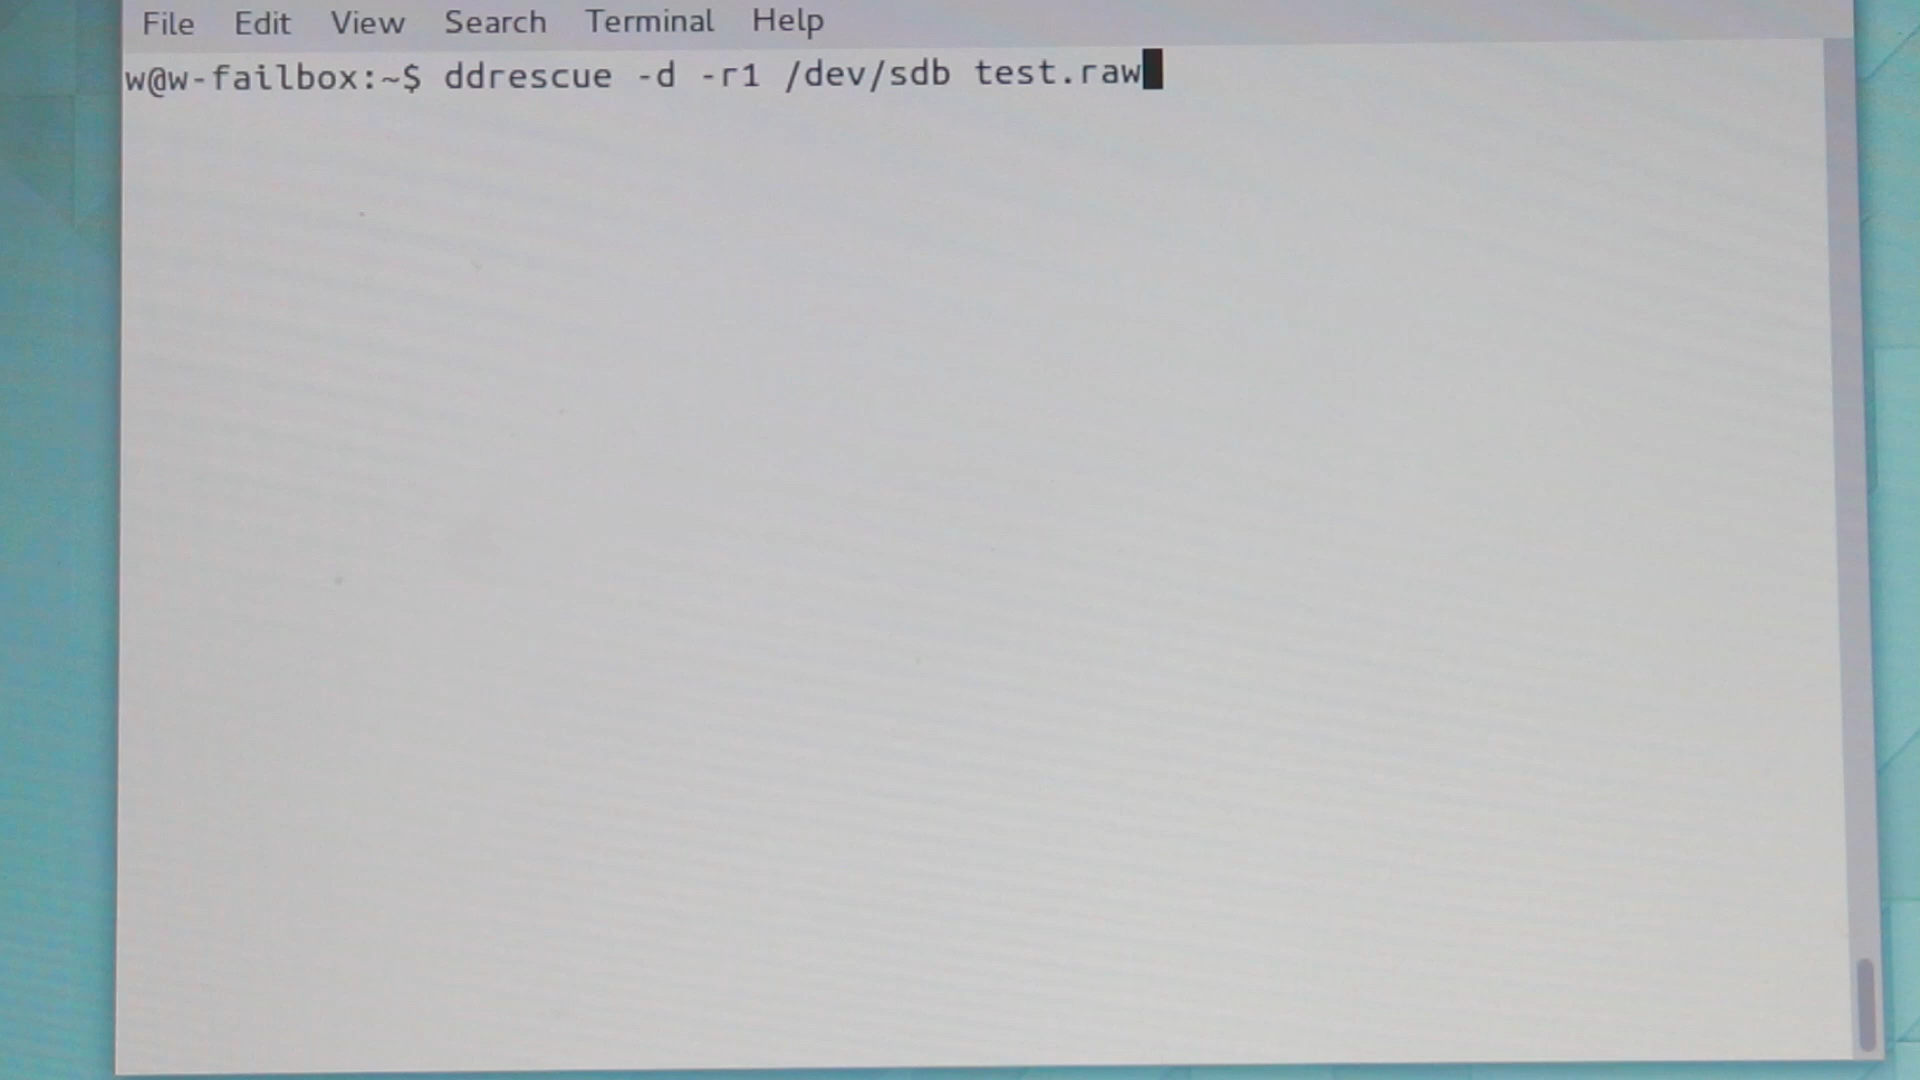 File Edit View Search Terminal Help
w@w-failbox:~$ ddrescue -d -r1 /dev/sdb test.raw